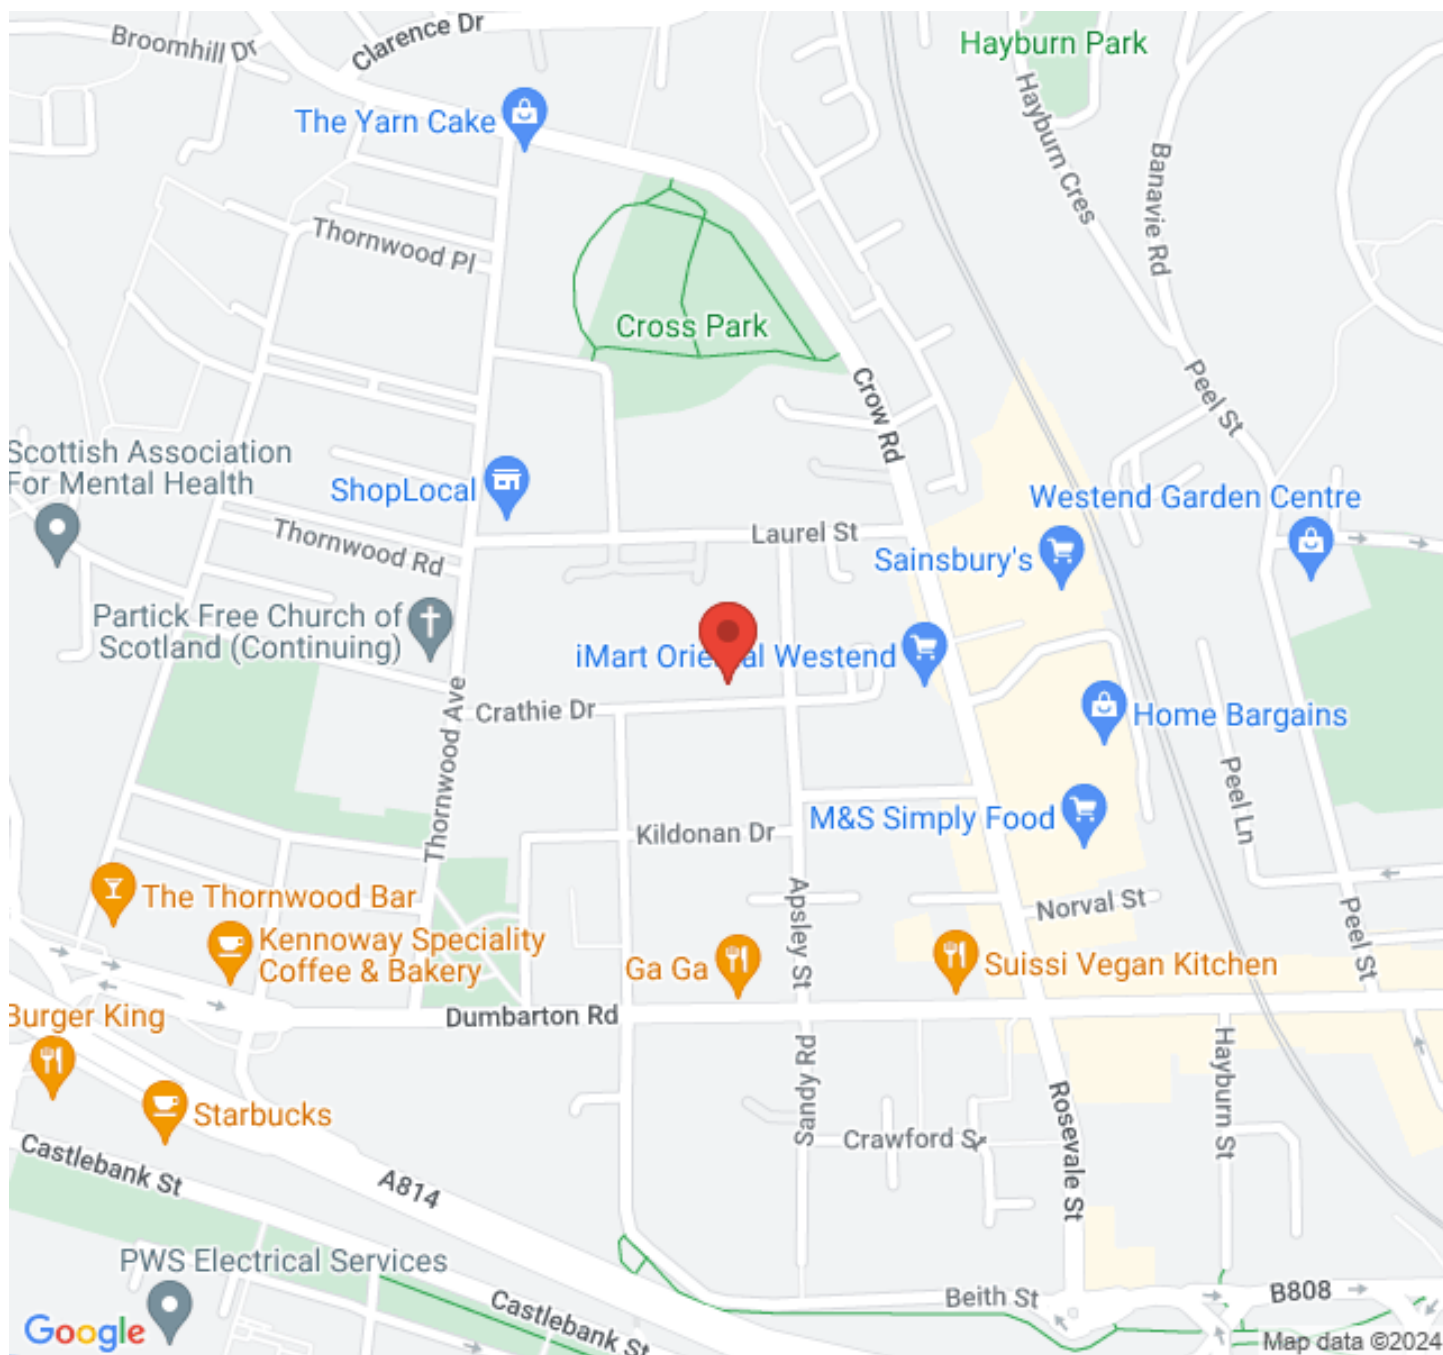 Broomhill Dr
Clarence Dr
Hayburn Park
The Yarn Cake
Hayburn Cres
Banavie Rd
Thornwood Pl
Cross Park
Crow Rd
Peel St
Scottish Association
For Mental Health
ShopLocal
Westend Garden Centre
Thornwood Rd
Laurel St
Sainsbury's
Partick Free Church of
Scotland (Continuing)
iMart Oriental Westend
Thornwood Ave
Crathie Dr
Home Bargains
Peel Ln
M&S Simply Food
Kildonan Dr
The Thornwood Bar
Apsley St
Norval St
Peel St
Kennoway Speciality
Coffee & Bakery
Ga Ga
Suissi Vegan Kitchen
Burger King
Dumbarton Rd
Sandy Rd
Hayburn St
Starbucks
Crawford St
Rosevale St
Castlebank St
A814
PWS Electrical Services
Castlebank St
Beith St
B808
Google
Map data ©2024